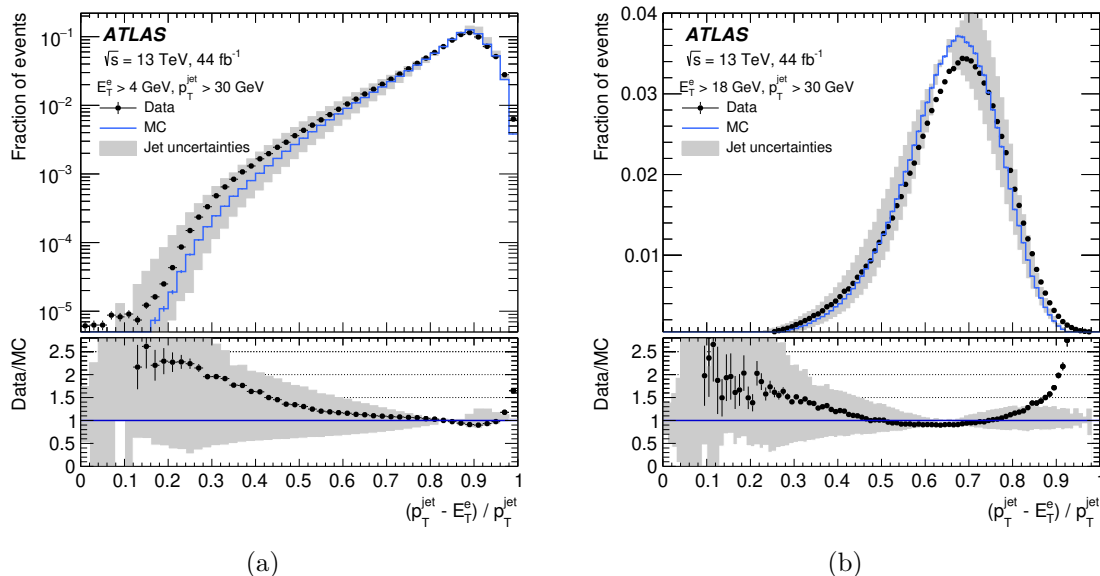 ATLAS
√s = 13 TeV, 44 fb⁻¹
E_T^e > 4 GeV, p_T^jet > 30 GeV
Data
MC
Jet uncertainties
Fraction of events
10⁻¹
10⁻²
10⁻³
10⁻⁴
10⁻⁵
Data/MC
2.5
2
1.5
1
0.5
0
0 0.1 0.2 0.3 0.4 0.5 0.6 0.7 0.8 0.9 1
(p_T^jet - E_T^e) / p_T^jet
(a)
ATLAS
√s = 13 TeV, 44 fb⁻¹
E_T^e > 18 GeV, p_T^jet > 30 GeV
Data
MC
Jet uncertainties
Fraction of events
0.04
0.03
0.02
0.01
Data/MC
2.5
2
1.5
1
0.5
0
0 0.1 0.2 0.3 0.4 0.5 0.6 0.7 0.8 0.9 1
(p_T^jet - E_T^e) / p_T^jet
(b)